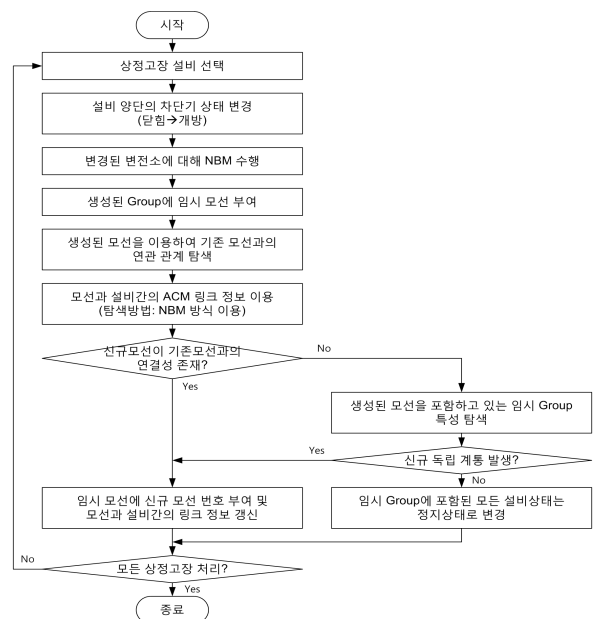 시작
상정고장 설비 선택
설비 양단의 차단기 상태 변경
(닫힘→개방)
변경된 변전소에 대해 NBM 수행
생성된 Group에 임시 모선 부여
생성된 모선을 이용하여 기존 모선과의
연관 관계 탐색
모선과 설비간의 ACM 링크 정보 이용
(탐색방법: NBM 방식 이용)
신규모선이 기존모선과의
연결성 존재?
No
Yes
생성된 모선을 포함하고 있는 임시 Group
특성 탐색
Yes
신규 독립 계통 발생?
No
임시 모선에 신규 모선 번호 부여 및
모선과 설비간의 링크 정보 갱신
임시 Group에 포함된 모든 설비상태는
정지상태로 변경
No
모든 상정고장 처리?
Yes
종료